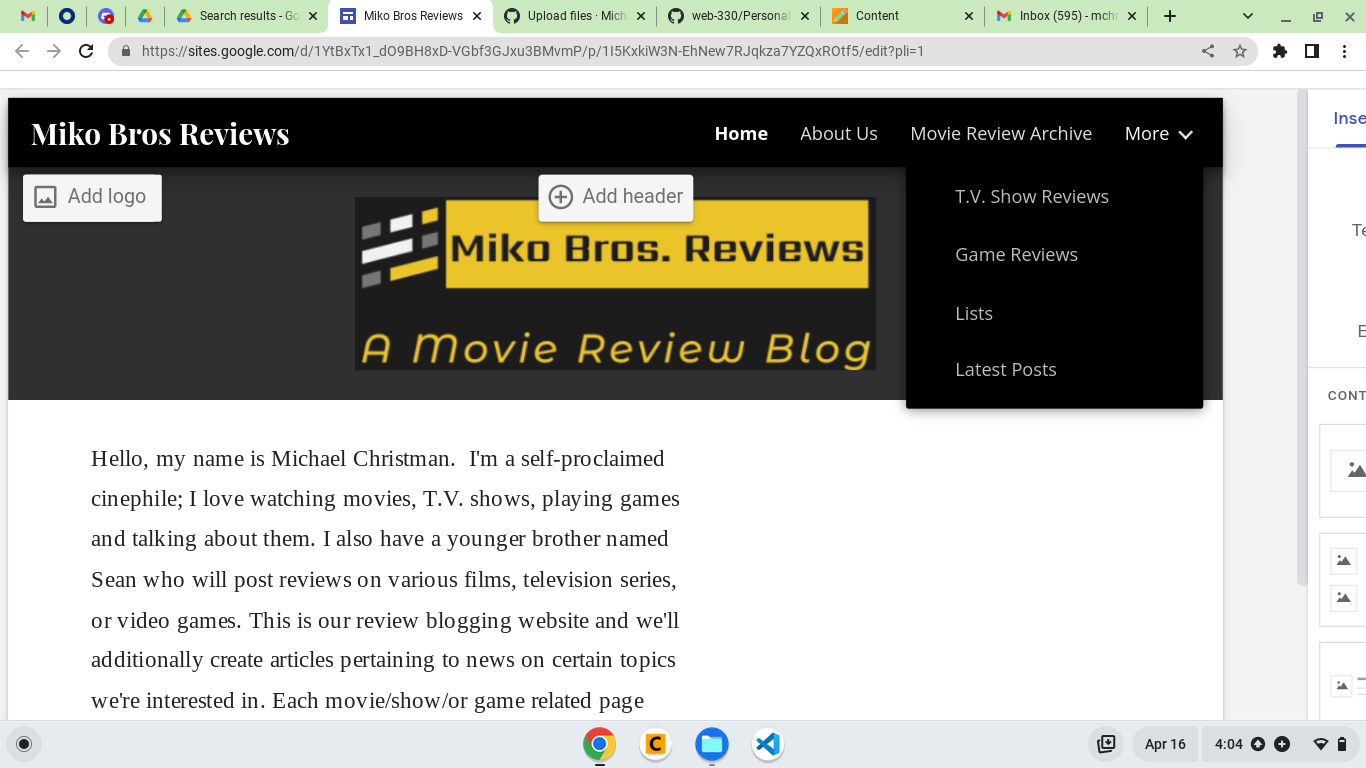 Search results - Go
Miko Bros Reviews
Upload files · Mich
web-330/Personal
Content
Inbox (595) - mchr
https://sites.google.com/d/1YtBxTx1_dO9BH8xD-VGbf3GJxu3BMvmP/p/1I5KxkiW3N-EhNew7RJqkza7YZQxROtf5/edit?pli=1
Miko Bros Reviews
Home
About Us
Movie Review Archive
More
Inse
Add logo
Add header
T.V. Show Reviews
Te
Miko Bros. Reviews
Game Reviews
Lists
E
A Movie Review Blog
Latest Posts
CONT
Hello, my name is Michael Christman.  I'm a self-proclaimed
cinephile; I love watching movies, T.V. shows, playing games
and talking about them. I also have a younger brother named
Sean who will post reviews on various films, television series,
or video games. This is our review blogging website and we'll
additionally create articles pertaining to news on certain topics
we're interested in. Each movie/show/or game related page
C
Apr 16
4:04